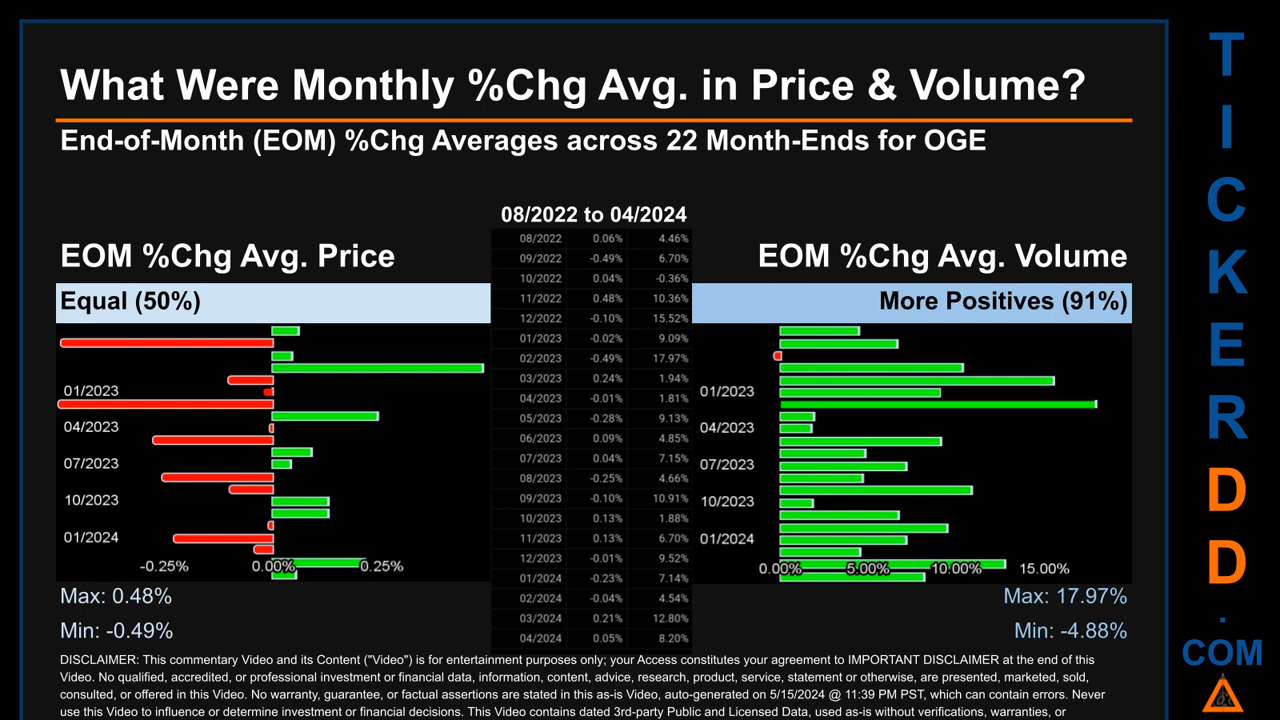 What Were Monthly %Chg Avg. in Price & Volume?
End-of-Month (EOM) %Chg Averages across 22 Month-Ends for OGE
08/2022 to 04/2024
EOM %Chg Avg. Price
EOM %Chg Avg. Volume
Equal (50%)
More Positives (91%)
08/2022 0.06% 4.46%
09/2022 -0.49% 6.70%
10/2022 0.04% -0.36%
11/2022 0.48% 10.36%
12/2022 -0.10% 15.52%
01/2023 -0.02% 9.09%
02/2023 -0.49% 17.97%
03/2023 0.24% 1.94%
04/2023 -0.01% 1.81%
05/2023 -0.28% 9.13%
06/2023 0.09% 4.85%
07/2023 0.04% 7.15%
08/2023 -0.25% 4.66%
09/2023 -0.10% 10.91%
10/2023 0.13% 1.88%
11/2023 0.13% 6.70%
12/2023 -0.01% 9.52%
01/2024 -0.23% 7.14%
02/2024 -0.04% 4.54%
03/2024 0.21% 12.80%
04/2024 0.05% 8.20%
01/2023
04/2023
07/2023
10/2023
01/2024
-0.25% 0.00% 0.25%
01/2023
04/2023
07/2023
10/2023
01/2024
0.00% 5.00% 10.00% 15.00%
Max: 0.48%
Min: -0.49%
Max: 17.97%
Min: -4.88%
DISCLAIMER: This commentary Video and its Content ("Video") is for entertainment purposes only; your Access constitutes your agreement to IMPORTANT DISCLAIMER at the end of this
Video. No qualified, accredited, or professional investment or financial data, information, content, advice, research, product, service, statement or otherwise, are presented, marketed, sold,
consulted, or offered in this Video. No warranty, guarantee, or factual assertions are stated in this as-is Video, auto-generated on 5/15/2024 @ 11:39 PM PST, which can contain errors. Never
use this Video to influence or determine investment or financial decisions. This Video contains dated 3rd-party Public and Licensed Data, used as-is without verifications, warranties, or
T
I
C
K
E
R
D
D
.
COM